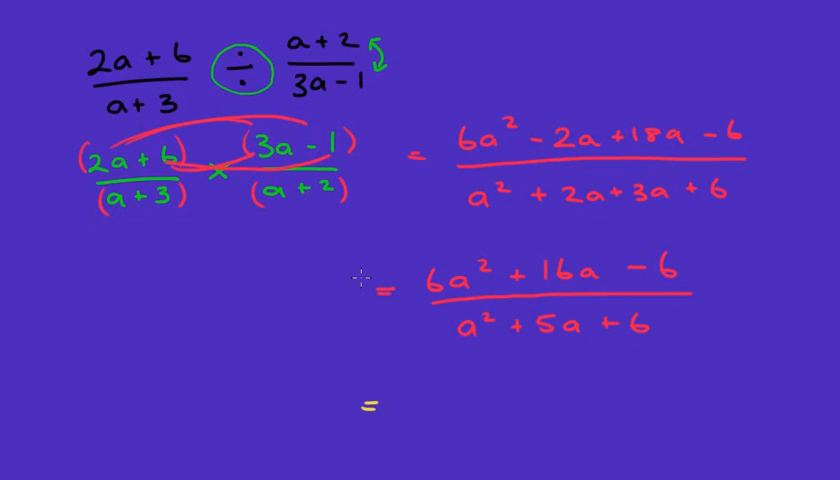 (2a + 6)/(a + 3) ÷ (a + 2)/(3a - 1)
(2a + 6)/(a + 3) × (3a - 1)/(a + 2) = (6a² - 2a + 18a - 6)/(a² + 2a + 3a + 6)
= (6a² + 16a - 6)/(a² + 5a + 6)
=